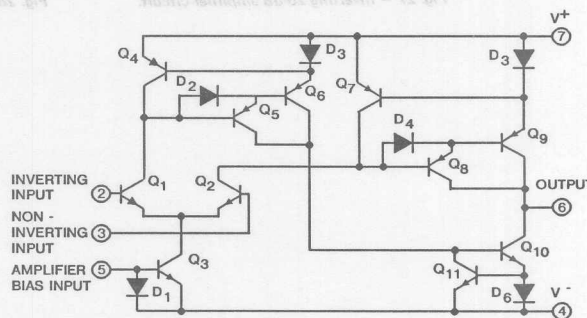 V+
7
Q4
D3
D3
D2
Q6
Q7
Q5
D4
Q9
Q8
INVERTING
INPUT
2
Q1
Q2
OUTPUT
6
NON -
INVERTING
INPUT
3
Q10
AMPLIFIER
BIAS INPUT
5
Q3
Q11
D1
D6
V-
4